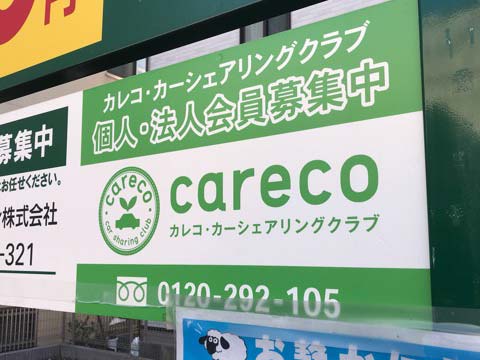 円
カレコ・カーシェアリングクラブ
個人・法人会員募集中
careco
car sharing club
careco
カレコ・カーシェアリングクラブ
0120-292-105
募集中
お任せください。
株式会社
-321